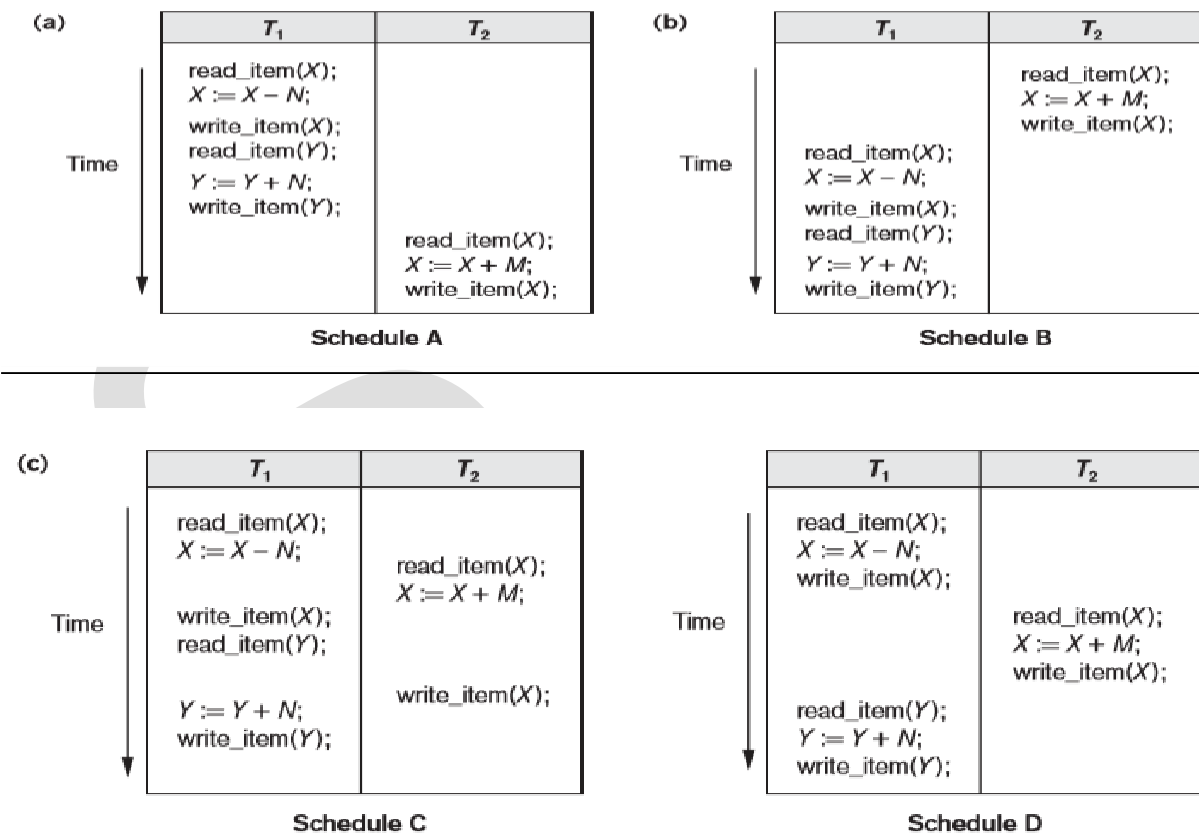 (a)
T1 T2
read_item(X);
X := X – N;
write_item(X);
read_item(Y);
Y := Y + N;
write_item(Y);
read_item(X);
X := X + M;
write_item(X);
Time
Schedule A
(b)
T1 T2
read_item(X);
X := X + M;
write_item(X);
read_item(X);
X := X – N;
write_item(X);
read_item(Y);
Y := Y + N;
write_item(Y);
Time
Schedule B
(c)
T1 T2
read_item(X);
X := X – N;
read_item(X);
X := X + M;
write_item(X);
read_item(Y);
write_item(X);
Y := Y + N;
write_item(Y);
Time
Schedule C
T1 T2
read_item(X);
X := X – N;
write_item(X);
read_item(X);
X := X + M;
write_item(X);
read_item(Y);
Y := Y + N;
write_item(Y);
Time
Schedule D